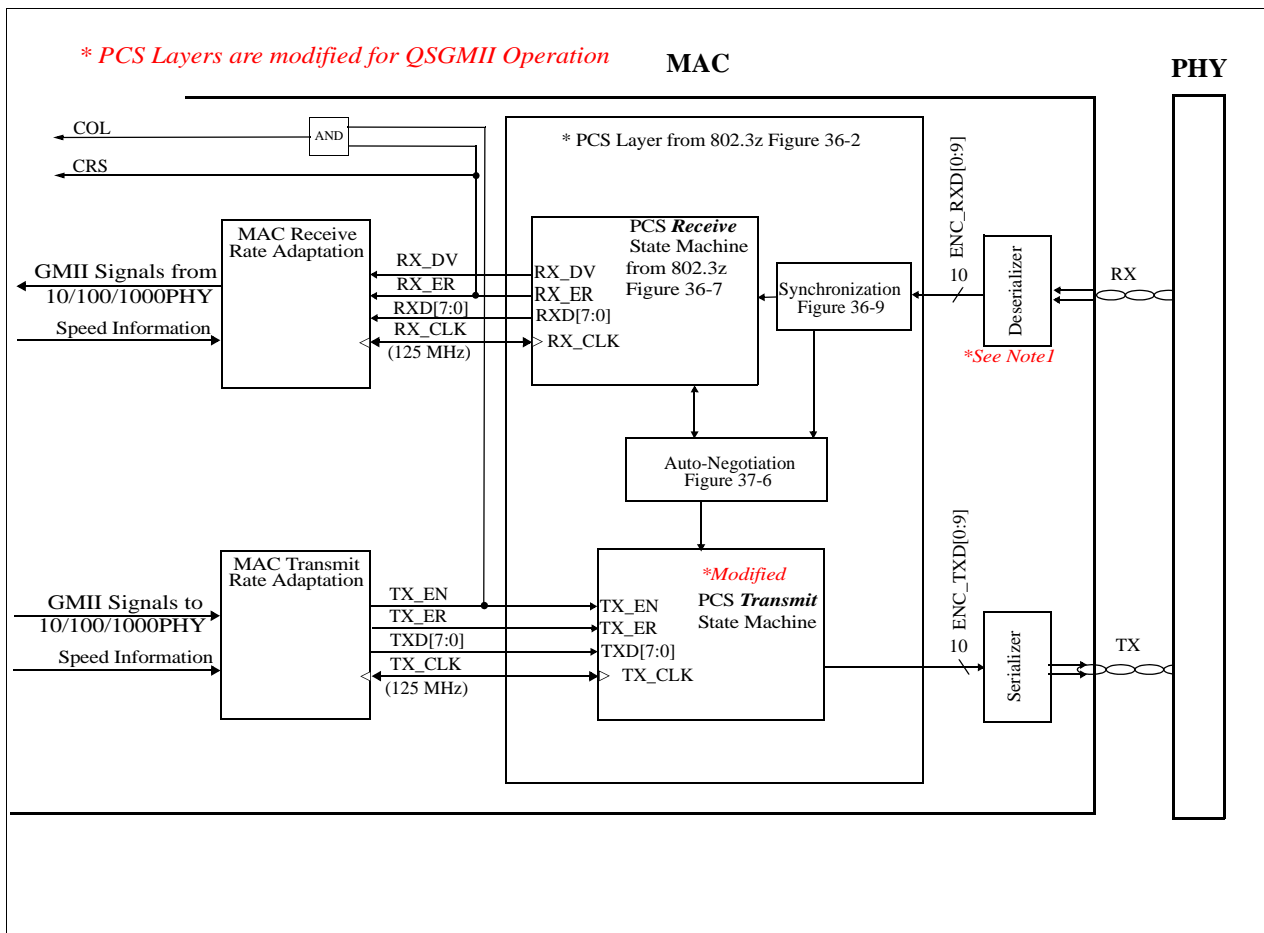 * PCS Layers are modified for QSGMII Operation
MAC
PHY
COL
AND
CRS
* PCS Layer from 802.3z Figure 36-2
MAC Receive
Rate Adaptation
GMII Signals from
10/100/1000PHY
Speed Information
RX_DV
RX_ER
RXD[7:0]
RX_CLK
(125 MHz)
RX_DV
RX_ER
RXD[7:0]
RX_CLK
PCS Receive
State Machine
from 802.3z
Figure 36-7
Synchronization
Figure 36-9
ENC_RXD[0:9]
10
Deserializer
*See Note1
RX
Auto-Negotiation
Figure 37-6
MAC Transmit
Rate Adaptation
GMII Signals to
10/100/1000PHY
Speed Information
TX_EN
TX_ER
TXD[7:0]
TX_CLK
(125 MHz)
TX_EN
TX_ER
TXD[7:0]
TX_CLK
*Modified
PCS Transmit
State Machine
ENC_TXD[0:9]
10
Serializer
TX